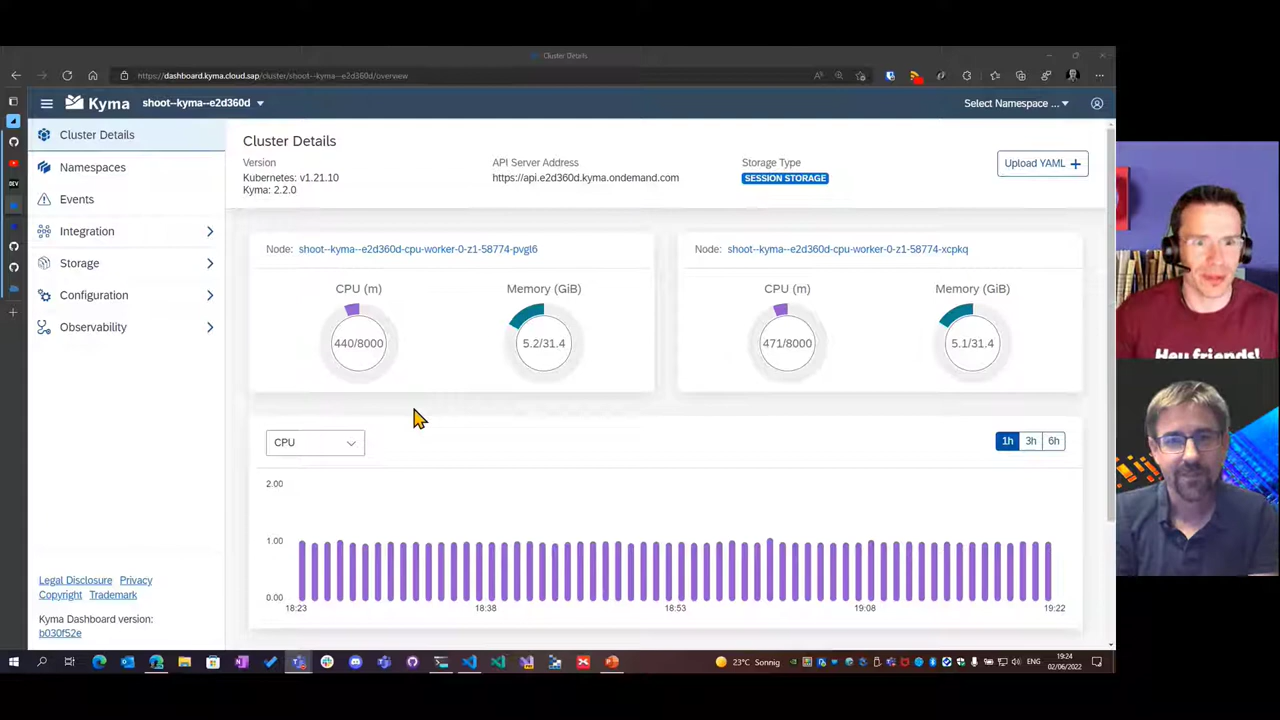 Cluster Details
https://dashboard.kyma.cloud.sap/cluster/shoot--kyma--e2d360d/overview
Kyma
shoot--kyma--e2d360d
Select Namespace ...
Cluster Details
Namespaces
Events
Integration
Storage
Configuration
Observability
Legal Disclosure
Privacy
Copyright
Trademark
Kyma Dashboard version:
b030f52e
Cluster Details
Version
Kubernetes: v1.21.10
Kyma: 2.2.0
API Server Address
https://api.e2d360d.kyma.ondemand.com
Storage Type
SESSION STORAGE
Upload YAML
Node: shoot--kyma--e2d360d-cpu-worker-0-z1-58774-pvgl6
CPU (m)
Memory (GiB)
440/8000
5.2/31.4
Node: shoot--kyma--e2d360d-cpu-worker-0-z1-58774-xcpkq
CPU (m)
Memory (GiB)
471/8000
5.1/31.4
CPU
1h
3h
6h
2.00
1.00
0.00
18:23
18:38
18:53
19:08
19:22
Hey friends!
DEV
23°C Sonnig
ENG
19:24
02/06/2022